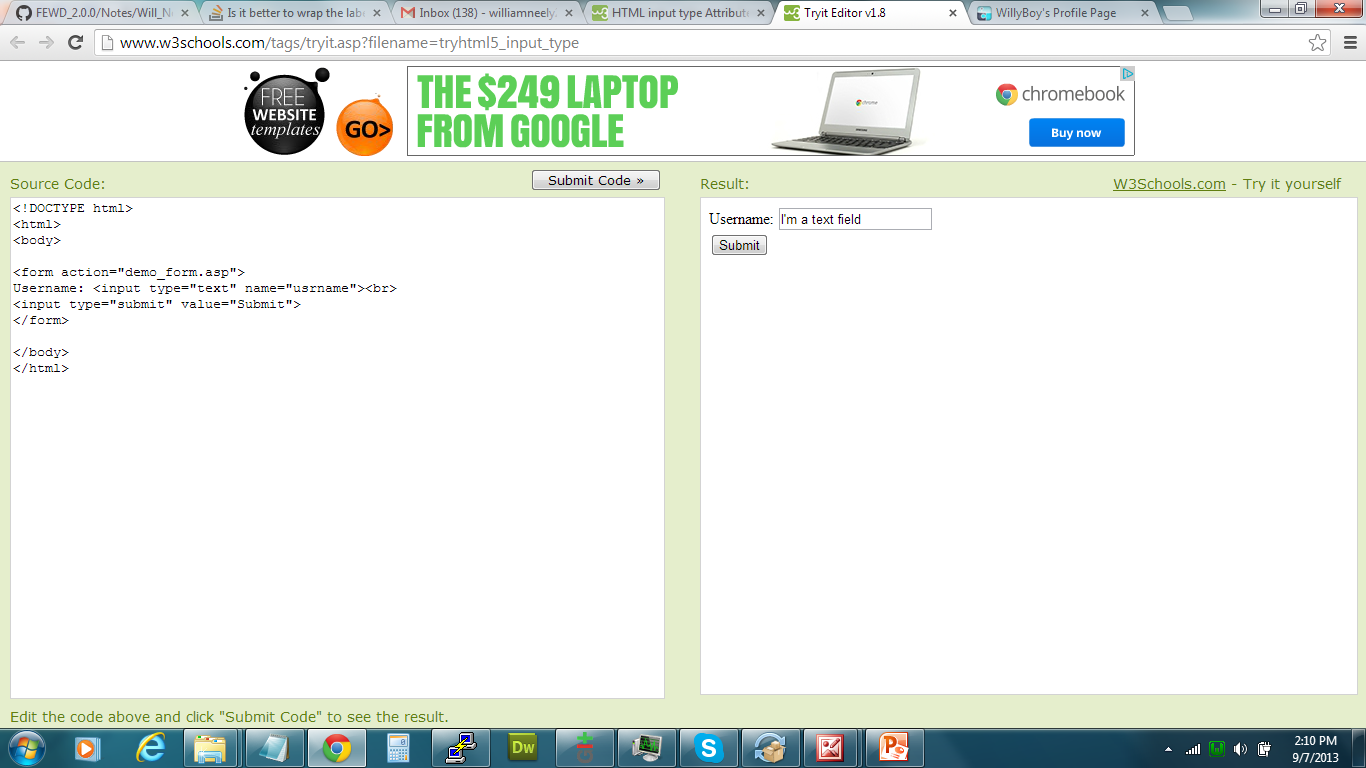 FEWD_2.0.0/Notes/Will_N
Is it better to wrap the labe
Inbox (138) - williamneely.
HTML input type Attribute
Tryit Editor v1.8
WillyBoy's Profile Page
www.w3schools.com/tags/tryit.asp?filename=tryhtml5_input_type
FREE
WEBSITE
templates
GO>
THE $249 LAPTOP
FROM GOOGLE
chrome
chromebook
Buy now
Source Code:
Submit Code »
Result:
W3Schools.com - Try it yourself
<!DOCTYPE html>
<html>
<body>
<form action="demo_form.asp">
Username: <input type="text" name="usrname"><br>
<input type="submit" value="Submit">
</form>
</body>
</html>
Username: I'm a text field
Submit
Edit the code above and click "Submit Code" to see the result.
Dw
2:10 PM
9/7/2013